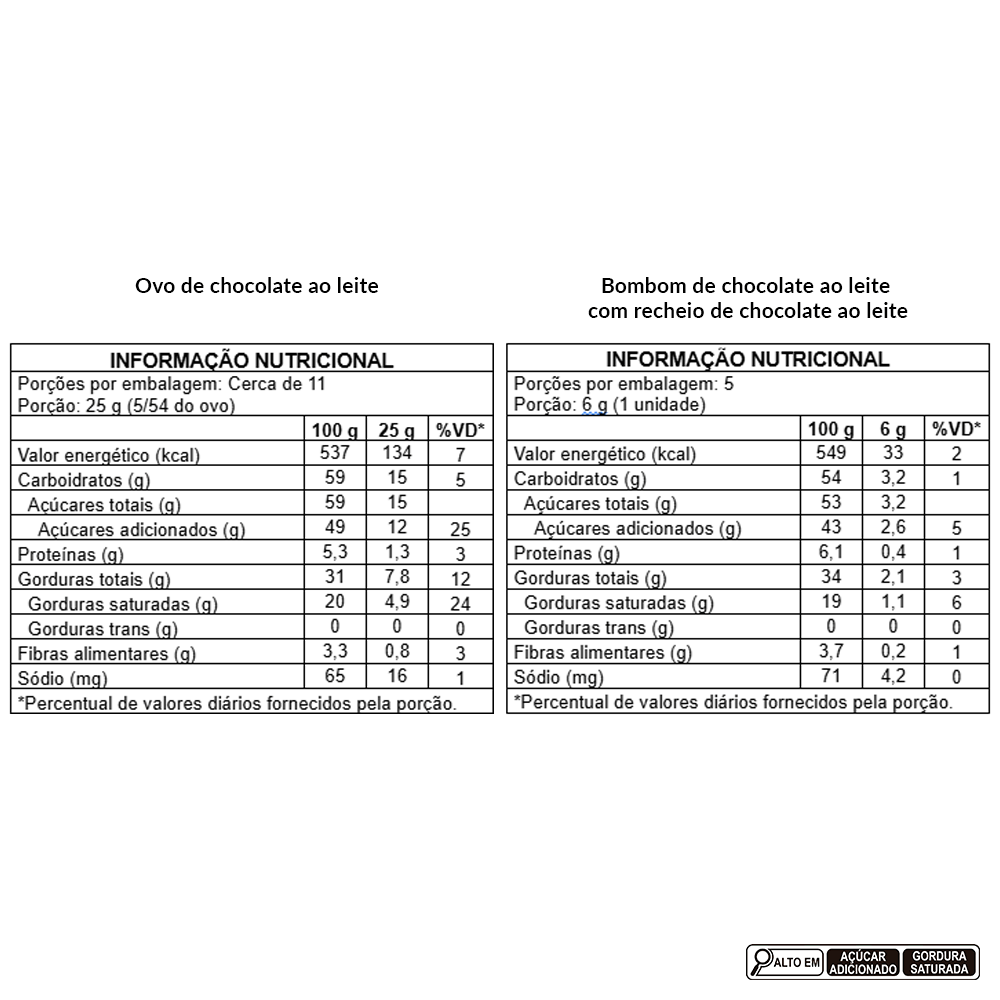 Ovo de chocolate ao leite
INFORMAÇÃO NUTRICIONAL
Porções por embalagem: Cerca de 11
Porção: 25 g (5/54 do ovo)
100 g 25 g %VD*
Valor energético (kcal) 537 134 7
Carboidratos (g) 59 15 5
Açúcares totais (g) 59 15
Açúcares adicionados (g) 49 12 25
Proteínas (g) 5,3 1,3 3
Gorduras totais (g) 31 7,8 12
Gorduras saturadas (g) 20 4,9 24
Gorduras trans (g) 0 0 0
Fibras alimentares (g) 3,3 0,8 3
Sódio (mg) 65 16 1
*Percentual de valores diários fornecidos pela porção.
Bombom de chocolate ao leite
com recheio de chocolate ao leite
INFORMAÇÃO NUTRICIONAL
Porções por embalagem: 5
Porção: 6 g (1 unidade)
100 g 6 g %VD*
Valor energético (kcal) 549 33 2
Carboidratos (g) 54 3,2 1
Açúcares totais (g) 53 3,2
Açúcares adicionados (g) 43 2,6 5
Proteínas (g) 6,1 0,4 1
Gorduras totais (g) 34 2,1 3
Gorduras saturadas (g) 19 1,1 6
Gorduras trans (g) 0 0 0
Fibras alimentares (g) 3,7 0,2 1
Sódio (mg) 71 4,2 0
*Percentual de valores diários fornecidos pela porção.
ALTO EM
AÇÚCAR
ADICIONADO
GORDURA
SATURADA